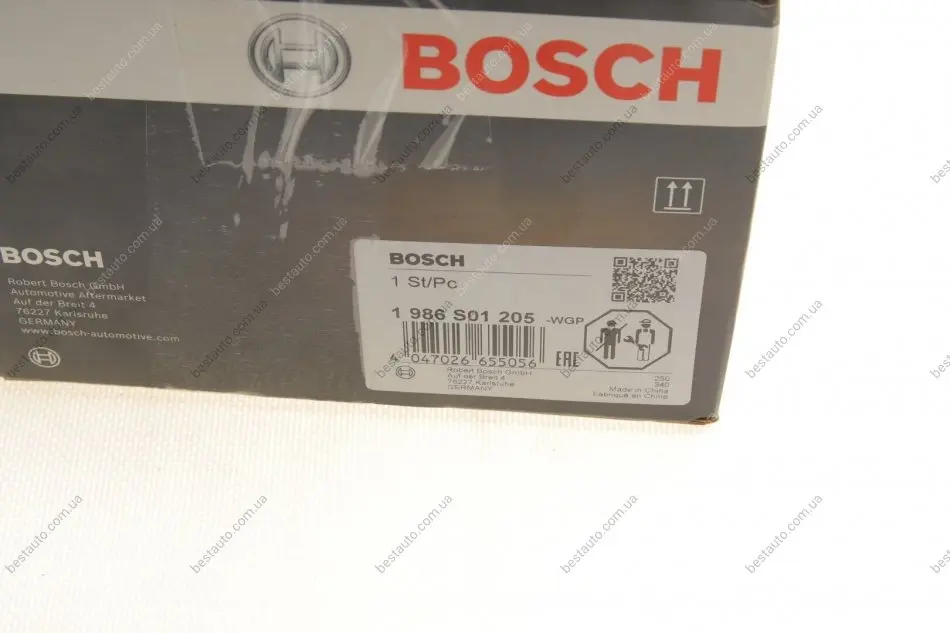 BOSCH
BOSCH
Robert Bosch GmbH
Automotive Aftermarket
Auf der Breit 4
76227 Karlsruhe
GERMANY
www.bosch-automotive.com
BOSCH
1 St/Pc
1 986 S01 205 -WGP
4 047026 655056
EAC
Robert Bosch GmbH
Auf der Breit 4
76227 Karlsruhe
GERMANY
250
940
Made in China
Fabriqué en Chine
bestauto.com.ua